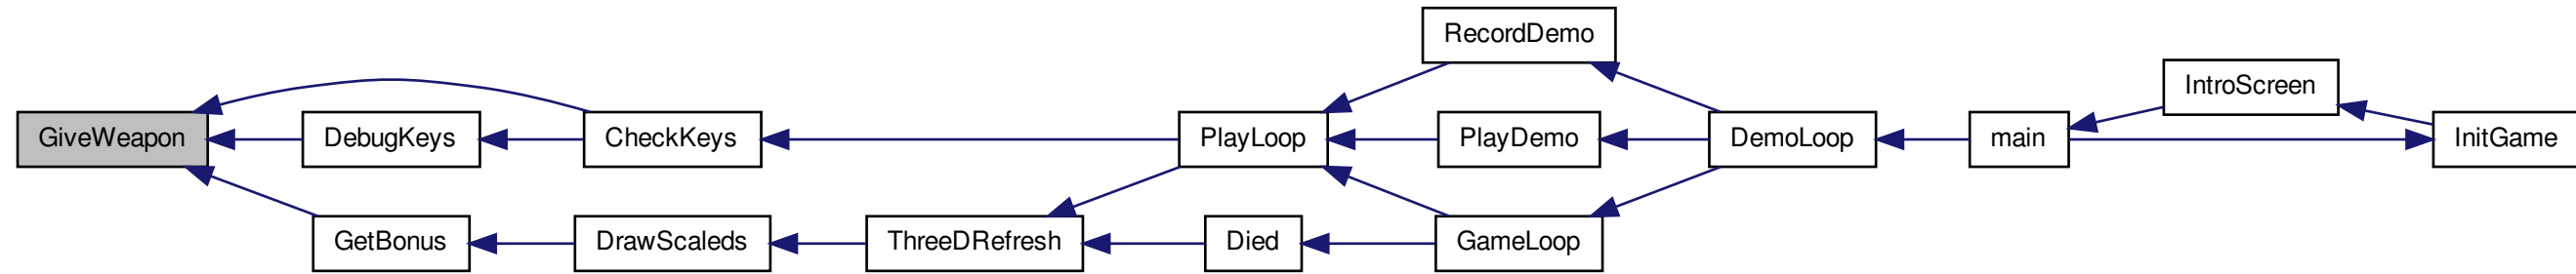 RecordDemo
IntroScreen
GiveWeapon
DebugKeys
CheckKeys
PlayLoop
PlayDemo
DemoLoop
main
InitGame
GetBonus
DrawScaleds
ThreeDRefresh
Died
GameLoop